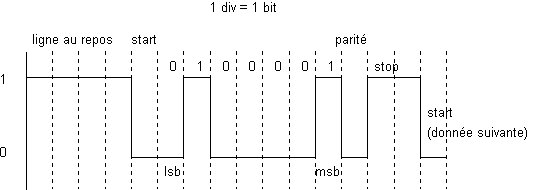 1 div = 1 bit
ligne au repos start parité
0 1 0 0 0 0 1 stop
1
start
(donnée suivante)
0
lsb msb